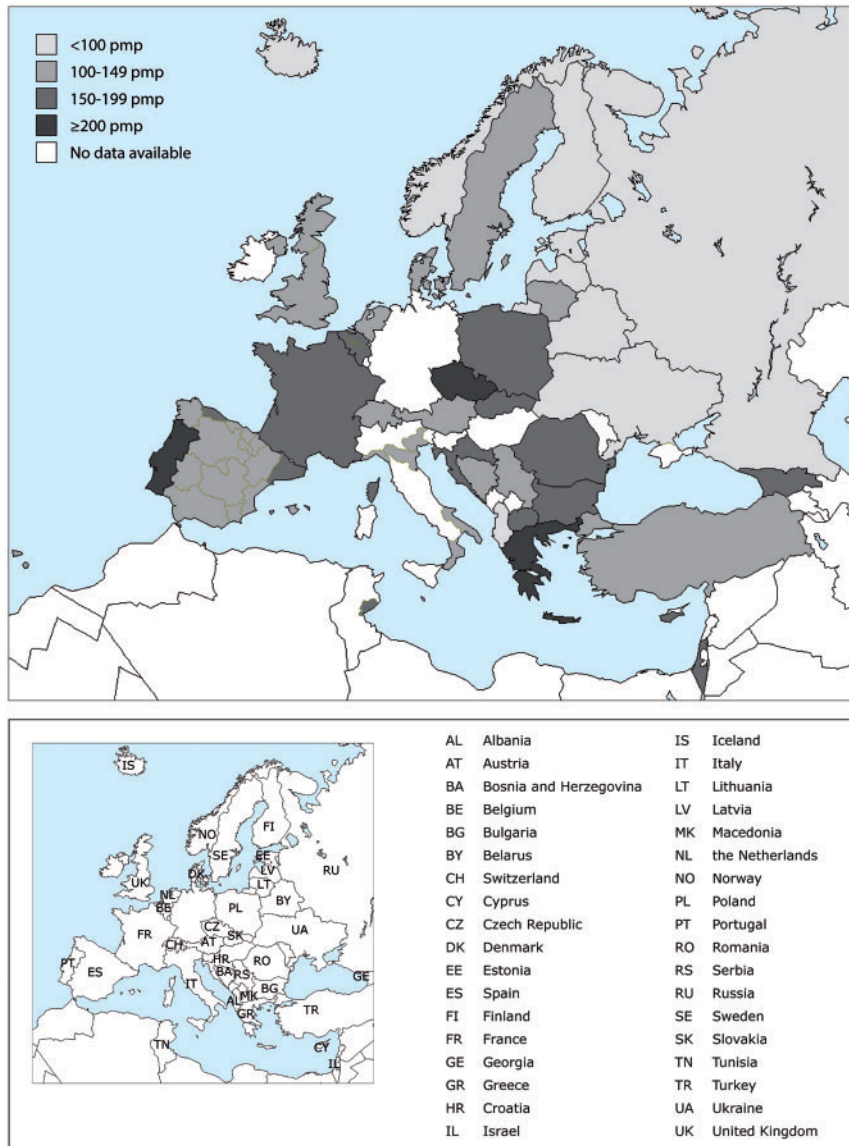 <100 pmp
100-149 pmp
150-199 pmp
≥200 pmp
No data available
IS
NO
FI
SE
EE
RU
LV
DK
LT
UK
NL
BY
BE
PL
CZ
UA
SK
FR
AT
CH
HR
RO
BA
RS
PT
IT
BG
GE
ES
MK
AL
TR
GR
TN
CY
IL
AL Albania
AT Austria
BA Bosnia and Herzegovina
BE Belgium
BG Bulgaria
BY Belarus
CH Switzerland
CY Cyprus
CZ Czech Republic
DK Denmark
EE Estonia
ES Spain
FI Finland
FR France
GE Georgia
GR Greece
HR Croatia
IL Israel
IS Iceland
IT Italy
LT Lithuania
LV Latvia
MK Macedonia
NL the Netherlands
NO Norway
PL Poland
PT Portugal
RO Romania
RS Serbia
RU Russia
SE Sweden
SK Slovakia
TN Tunisia
TR Turkey
UA Ukraine
UK United Kingdom